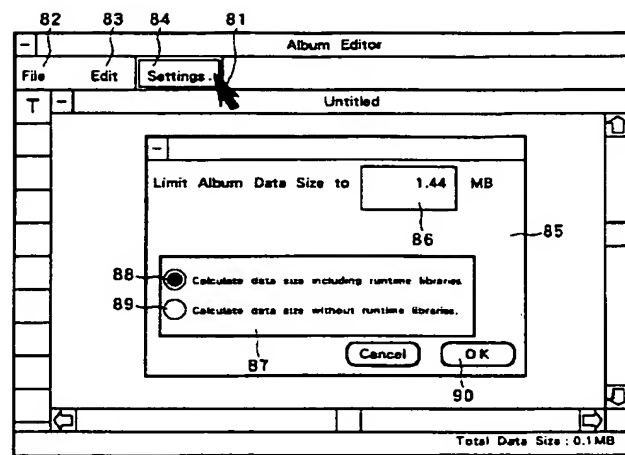 82 83 84 81
Album Editor
File Edit Settings.
T Untitled
Limit Album Data Size to 1.44 MB
86
85
88 Calculate data size including runtime libraries.
89 Calculate data size without runtime libraries.
87
Cancel OK
90
Total Data Size : 0.1MB